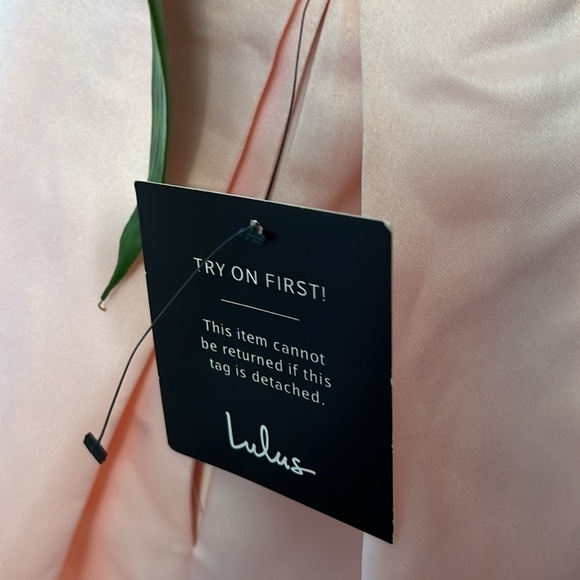 TRY ON FIRST!
This item cannot
be returned if this
tag is detached.
Lulus